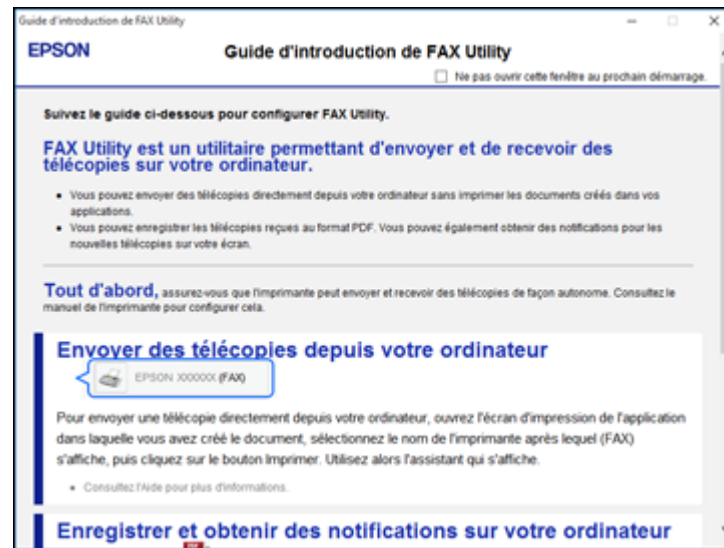 Guide d'introduction de FAX Utility
EPSON
Guide d'introduction de FAX Utility
Ne pas ouvrir cette fenêtre au prochain démarrage.
Suivez le guide ci-dessous pour configurer FAX Utility.
FAX Utility est un utilitaire permettant d'envoyer et de recevoir des
télécopies sur votre ordinateur.
• Vous pouvez envoyer des télécopies directement depuis votre ordinateur sans imprimer les documents créés dans vos
applications.
• Vous pouvez enregistrer les télécopies reçues au format PDF. Vous pouvez également obtenir des notifications pour les
nouvelles télécopies sur votre écran.
Tout d'abord, assurez-vous que l'imprimante peut envoyer et recevoir des télécopies de façon autonome. Consultez le
manuel de l'imprimante pour configurer cela.
Envoyer des télécopies depuis votre ordinateur
EPSON XXXXXX (FAX)
Pour envoyer une télécopie directement depuis votre ordinateur, ouvrez l'écran d'impression de l'application
dans laquelle vous avez créé le document, sélectionnez le nom de l'imprimante après lequel (FAX)
s'affiche, puis cliquez sur le bouton Imprimer. Utilisez alors l'assistant qui s'affiche.
• Consultez l'Aide pour plus d'informations.
Enregistrer et obtenir des notifications sur votre ordinateur